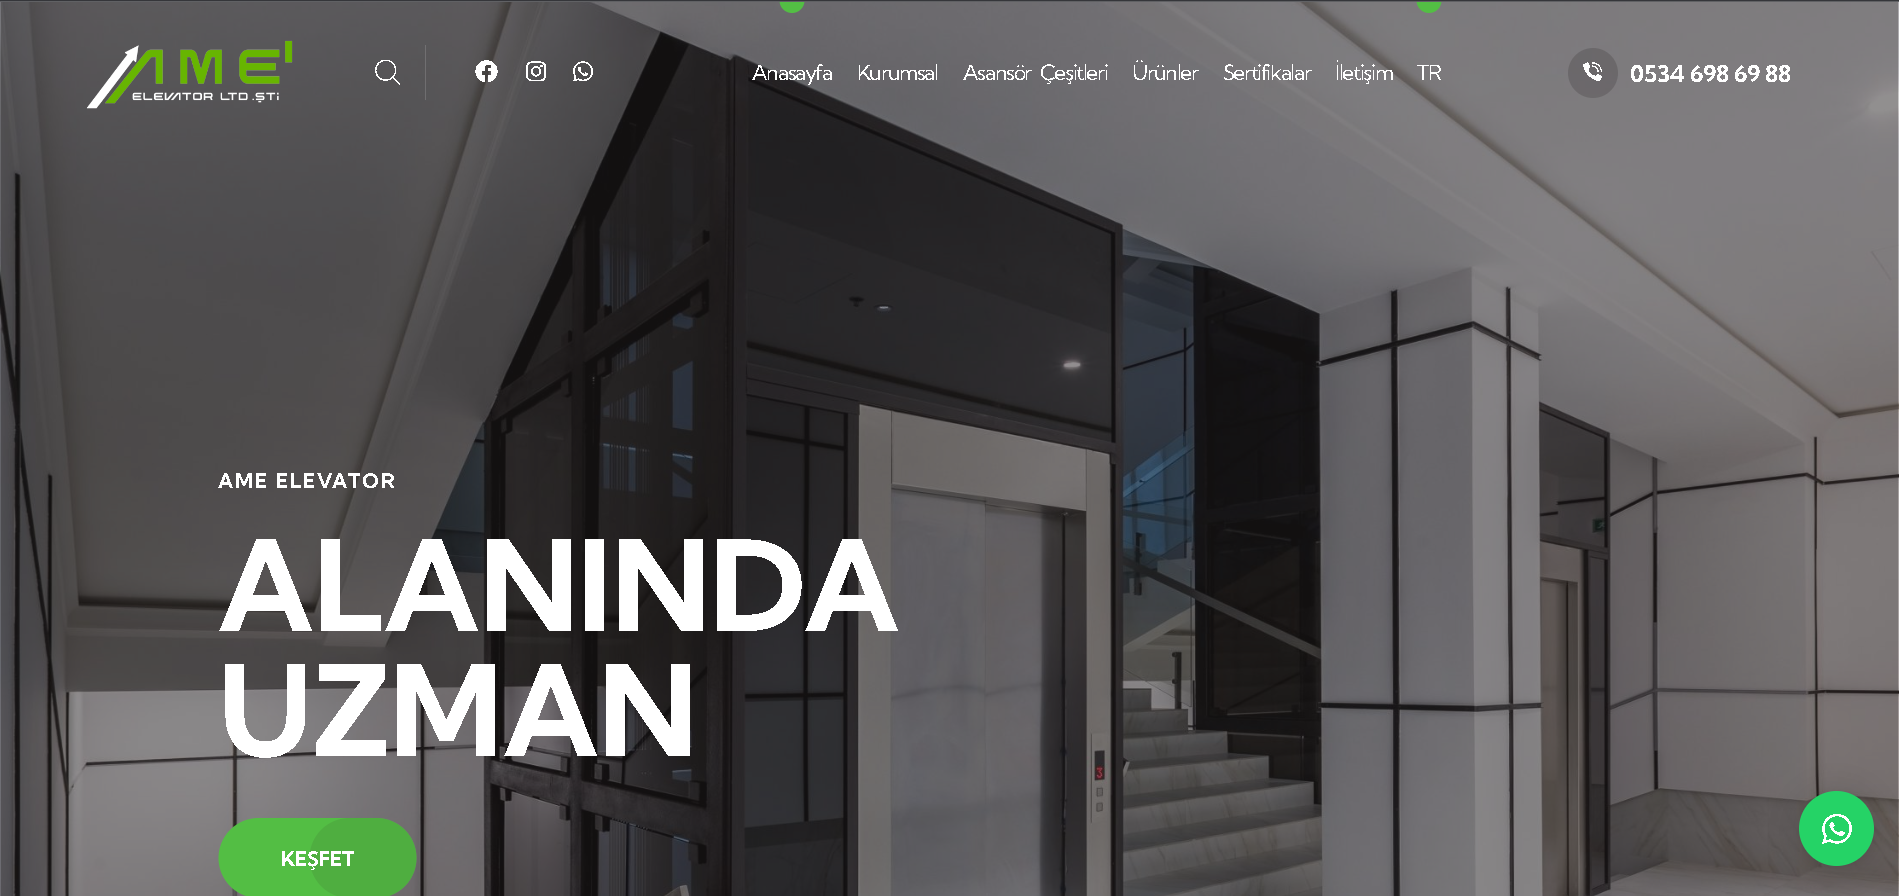 AME'
ELEVATOR LTD.ŞTİ
Anasayfa Kurumsal Asansör Çeşitleri Ürünler Sertifikalar İletişim TR
0534 698 69 88
AME ELEVATOR
ALANINDA
UZMAN
3
KEŞFET